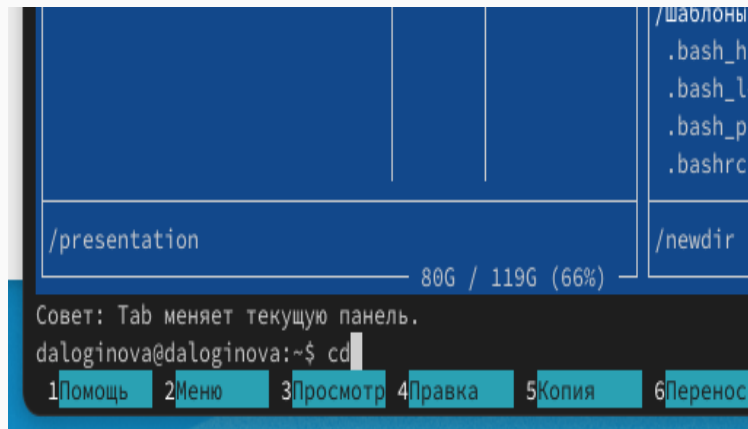 /Шаблоны
.bash_h
.bash_l
.bash_p
.bashrc
/presentation
80G / 119G (66%)
/newdir
Совет: Tab меняет текущую панель.
daloginova@daloginova:~$ cd
1Помощь 2Меню 3Просмотр 4Правка 5Копия 6Перенос